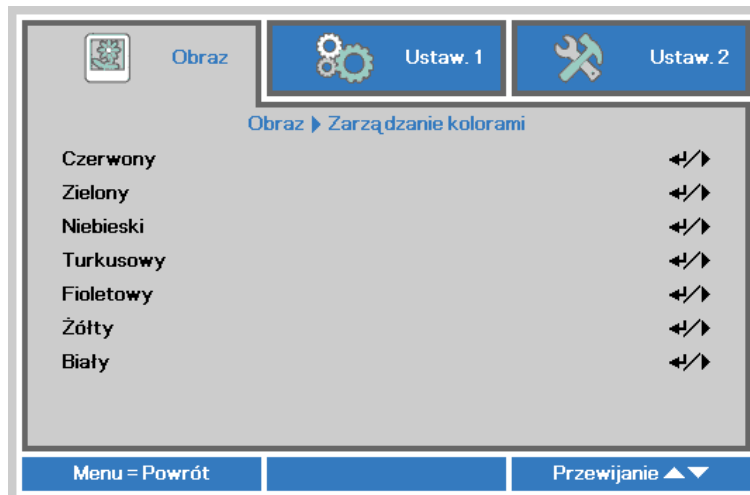 Obraz Ustaw. 1 Ustaw. 2
Obraz ▶ Zarządzanie kolorami
Czerwony ↵/▶
Zielony ↵/▶
Niebieski ↵/▶
Turkusowy ↵/▶
Fioletowy ↵/▶
Żółty ↵/▶
Biały ↵/▶
Menu = Powrót Przewijanie ▲▼